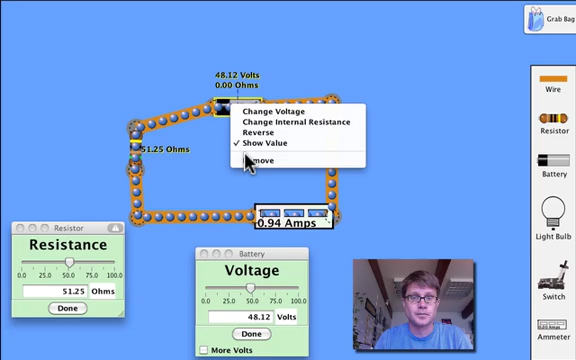 Grab Bag
48.12 Volts
0.00 Ohms
Change Voltage
Change Internal Resistance
Reverse
✓ Show Value
51.25 Ohms
0.94 Amps
Wire
Resistor
Battery
Light Bulb
Switch
0.00 Amps
Ammeter
Resistor
Resistance
0.0 25.0 50.0 75.0 100.0
51.25 Ohms
Done
Battery
Voltage
0.0 25.0 50.0 75.0 100.0
48.12 Volts
Done
More Volts